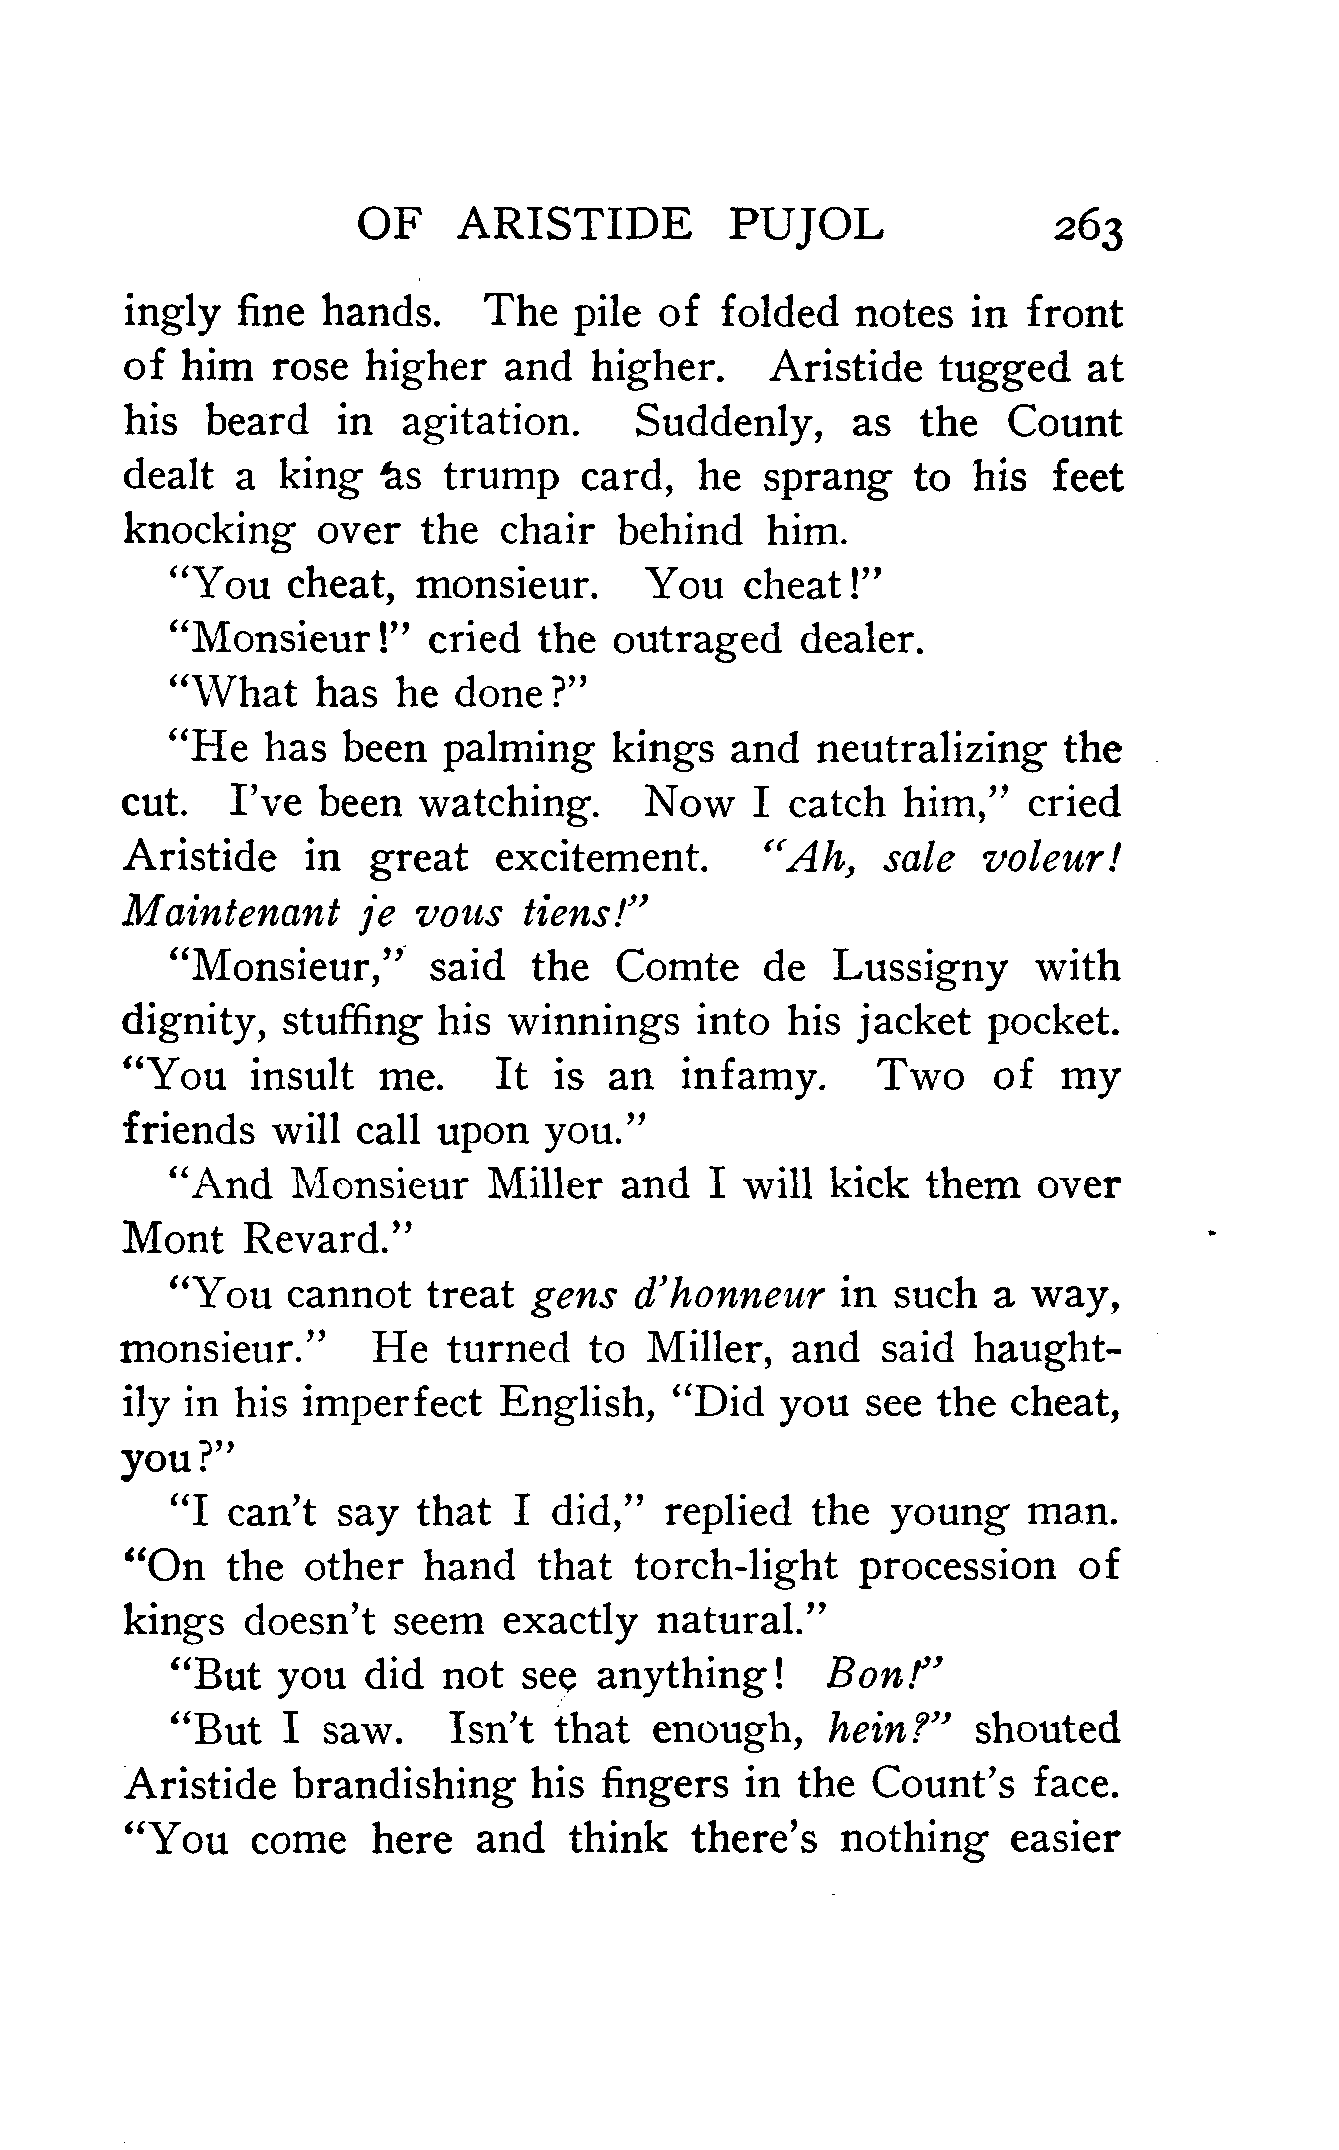 OF ARISTIDE PUJOL 263
ingly fine hands. The pile of folded notes in front
of him rose higher and higher. Aristide tugged at
his beard in agitation. Suddenly, as the Count
dealt a king as trump card, he sprang to his feet
knocking over the chair behind him.
"You cheat, monsieur. You cheat!"
"Monsieur!" cried the outraged dealer.
"What has he done?"
"He has been palming kings and neutralizing the
cut. I've been watching. Now I catch him," cried
Aristide in great excitement. "Ah, sale voleur!
Maintenant je vous tiens!"
"Monsieur," said the Comte de Lussigny with
dignity, stuffing his winnings into his jacket pocket.
"You insult me. It is an infamy. Two of my
friends will call upon you."
"And Monsieur Miller and I will kick them over
Mont Revard."
"You cannot treat gens d'honneur in such a way,
monsieur." He turned to Miller, and said haught-
ily in his imperfect English, "Did you see the cheat,
you?"
"I can't say that I did," replied the young man.
"On the other hand that torch-light procession of
kings doesn't seem exactly natural."
"But you did not see anything! Bon!"
"But I saw. Isn't that enough, hein?" shouted
Aristide brandishing his fingers in the Count's face.
"You come here and think there's nothing easier